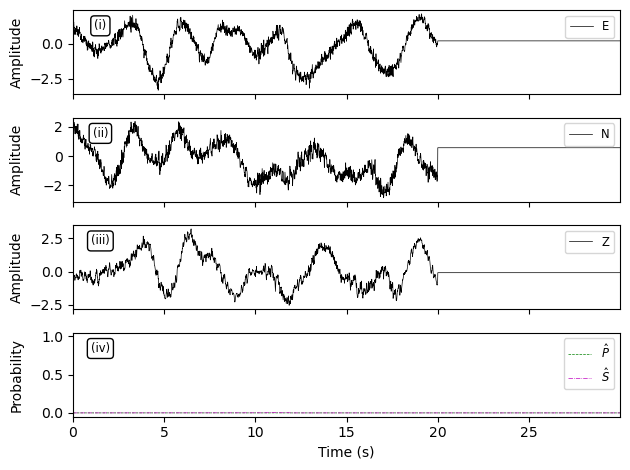 (i)
E
Amplitude
0.0
−2.5
(ii)
N
Amplitude
2
0
−2
(iii)
Z
Amplitude
2.5
0.0
−2.5
(iv)
P̂
Ŝ
Probability
1.0
0.5
0.0
0 5 10 15 20 25
Time (s)